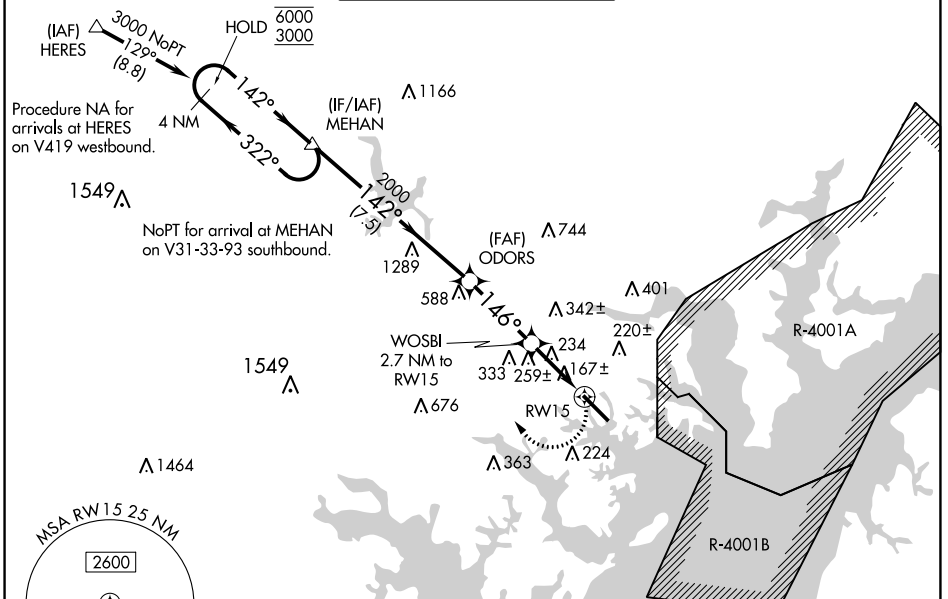 (IAF)
HERES
3000 NoPT
129°
(8.8)
HOLD
6000
3000
142°
4 NM
322°
(IF/IAF)
MEHAN
1166
Procedure NA for
arrivals at HERES
on V419 westbound.
1549
NoPT for arrival at MEHAN
on V31-33-93 southbound.
2000
142°
(7.5)
1289
(FAF)
ODORS
744
588
146°
342±
401
220±
R-4001A
WOSBI
2.7 NM to
RW15
234
333
259±
167±
1549
676
RW15
363
224
1464
R-4001B
MSA RW15 25 NM
2600